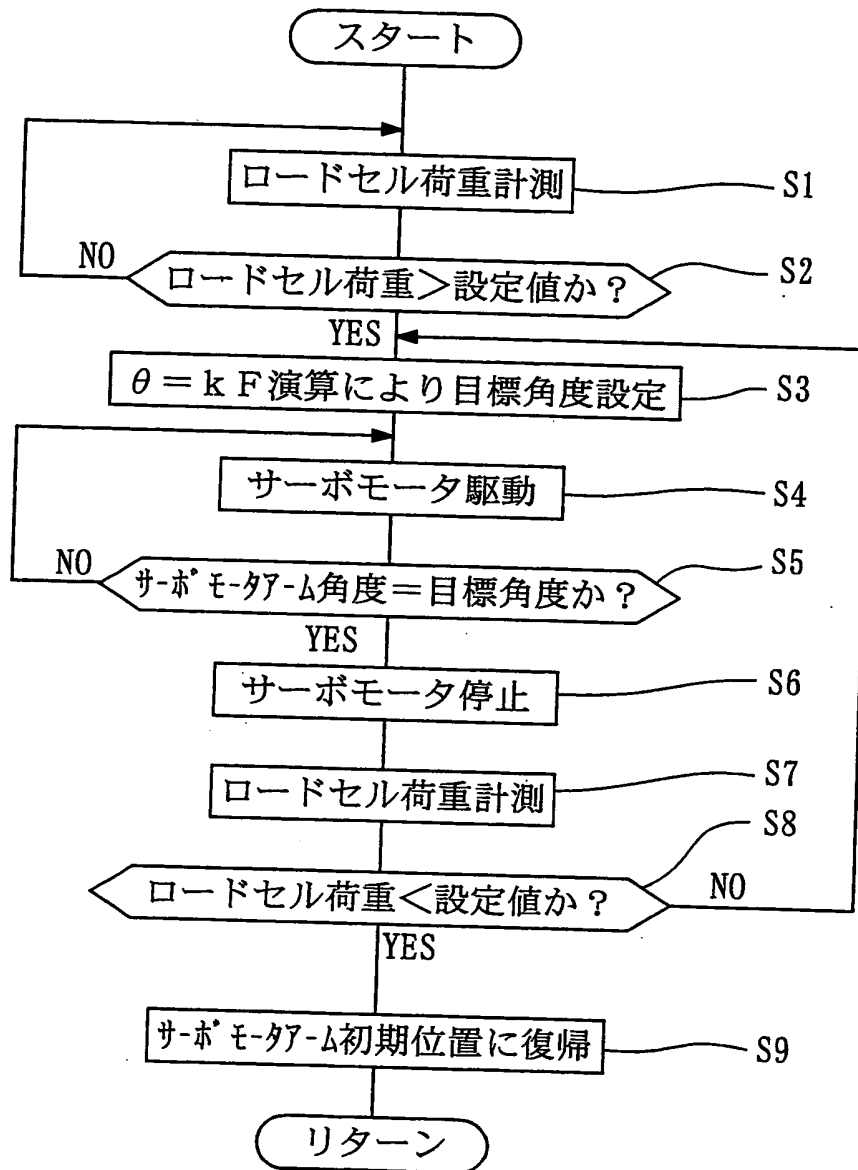 スタート
ロードセル荷重計測
S1
NO
ロードセル荷重>設定値か?
S2
YES
θ=kF演算により目標角度設定
S3
サーボモータ駆動
S4
NO
サーボモータアーム角度=目標角度か?
S5
YES
サーボモータ停止
S6
ロードセル荷重計測
S7
ロードセル荷重<設定値か?
S8
NO
YES
サーボモータアーム初期位置に復帰
S9
リターン